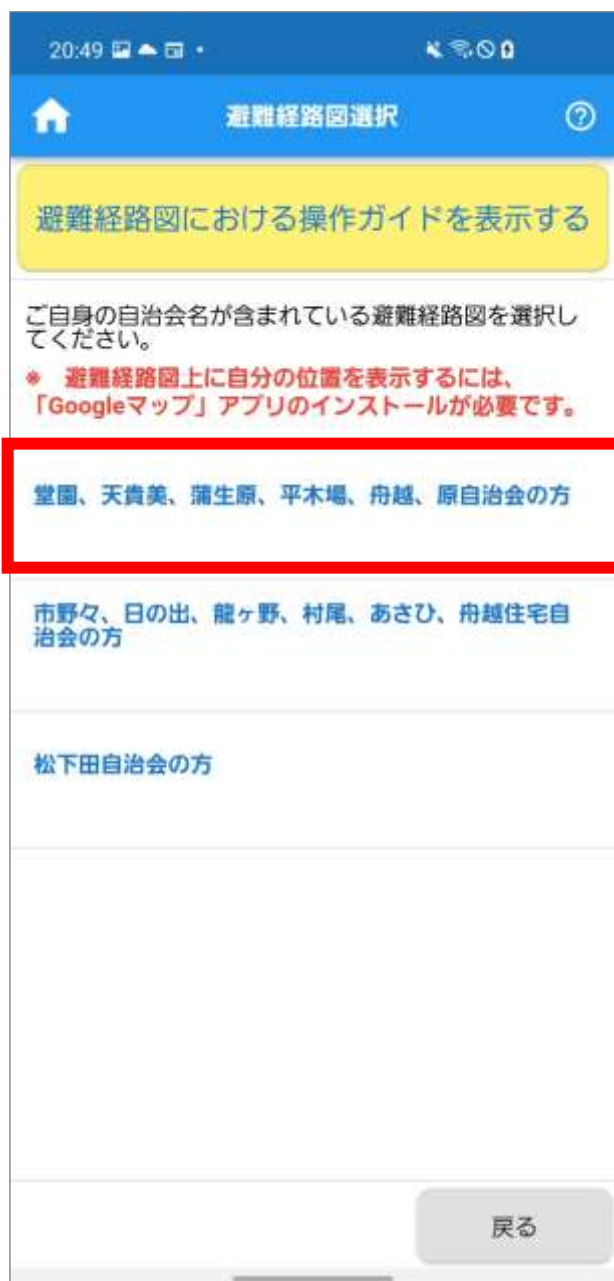 20:49
避難経路図選択
避難経路図における操作ガイドを表示する
ご自身の自治会名が含まれている避難経路図を選択し
てください。
※ 避難経路図上に自分の位置を表示するには、
「Googleマップ」アプリのインストールが必要です。
堂園、天貴美、蒲生原、平木場、舟越、原自治会の方
市野々、日の出、龍ヶ野、村尾、あさひ、舟越住宅自
治会の方
松下田自治会の方
戻る